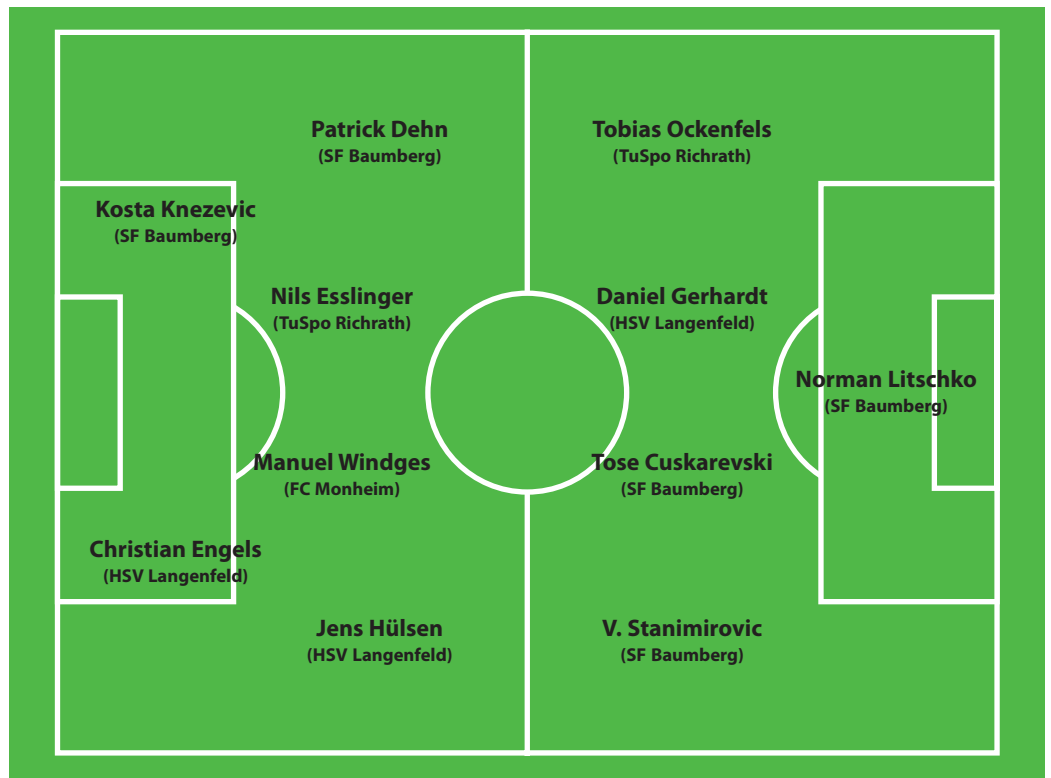 Patrick Dehn
(SF Baumberg)
Tobias Ockenfels
(TuSpo Richrath)
Kosta Knezevic
(SF Baumberg)
Nils Esslinger
(TuSpo Richrath)
Daniel Gerhardt
(HSV Langenfeld)
Norman Litschko
(SF Baumberg)
Manuel Windges
(FC Monheim)
Tose Cuskarevski
(SF Baumberg)
Christian Engels
(HSV Langenfeld)
Jens Hülsen
(HSV Langenfeld)
V. Stanimirovic
(SF Baumberg)